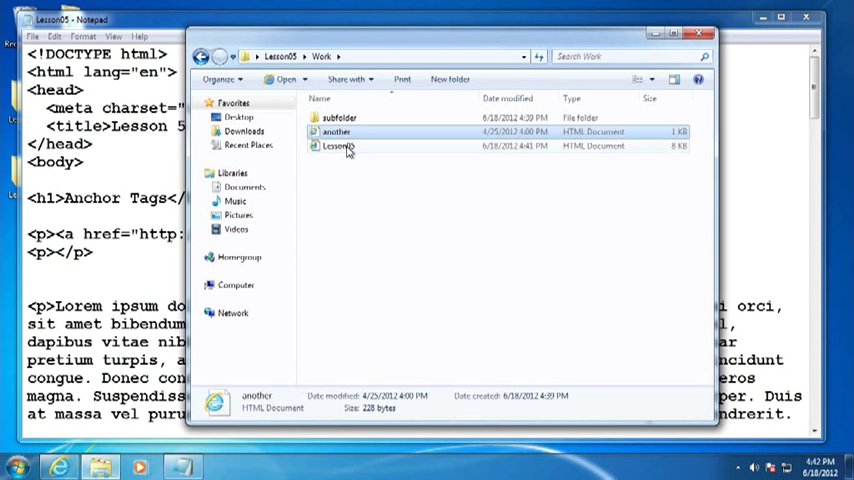 Lesson05 - Notepad
File Edit Format View Help
<!DOCTYPE html>
<html lang="en">
<head>
<meta charset="
<title>Lesson 5
<body>
<h1>Anchor Tags</
<p><a href="http:
<p></p>
<p>Lorem ipsum do
i orci,
sit amet bibendum
dapibus vitae nib
ar
pretium turpis, a
ncidunt
congue. Donec con
eros
magna. Suspendiss
per. Duis
at massa vel puru
ndrerit.
Lesson05 Work
Search Work
Organize Open Share with Print New folder
Name Date modified Type Size
subfolder 6/18/2012 4:39 PM File folder
another 4/25/2012 4:00 PM HTML Document 1 KB
Lesson05 6/18/2012 4:41 PM HTML Document 8 KB
Favorites
Desktop
Downloads
Recent Places
Libraries
Documents
Music
Pictures
Videos
Homegroup
Computer
Network
another Date modified: 4/25/2012 4:00 PM Date created: 6/18/2012 4:39 PM
HTML Document Size: 228 bytes
4:42 PM
6/18/2012